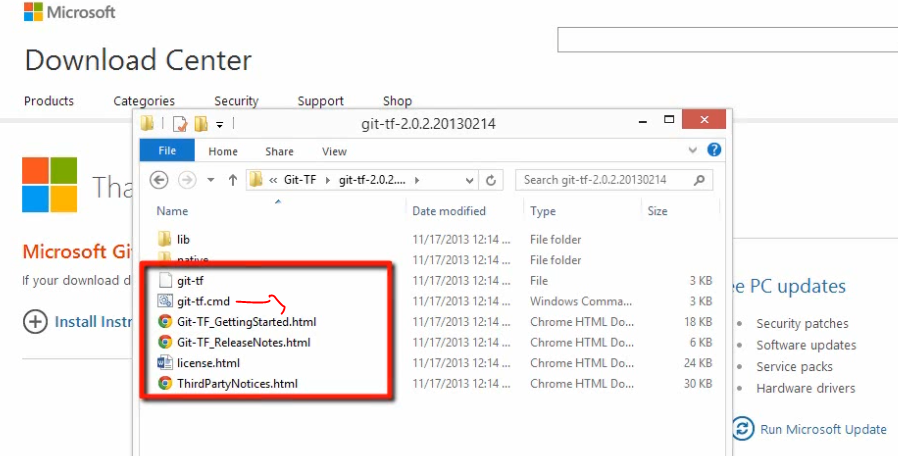 Microsoft
Download Center
Products Categories Security Support Shop
git-tf-2.0.2.20130214
File Home Share View
« Git-TF git-tf-2.0.2.... Search git-tf-2.0.2.20130214
Name Date modified Type Size
lib 11/17/2013 12:14 ... File folder
native 11/17/2013 12:14 ... File folder
git-tf 11/17/2013 12:14 ... File 3 KB
git-tf.cmd 11/17/2013 12:14 ... Windows Comma... 3 KB
Git-TF_GettingStarted.html 11/17/2013 12:14 ... Chrome HTML Do... 18 KB
Git-TF_ReleaseNotes.html 11/17/2013 12:14 ... Chrome HTML Do... 6 KB
license.html 11/17/2013 12:14 ... Chrome HTML Do... 24 KB
ThirdPartyNotices.html 11/17/2013 12:14 ... Chrome HTML Do... 30 KB
Tha
Microsoft Gi
If your download d
Install Instr
ee PC updates
Security patches
Software updates
Service packs
Hardware drivers
Run Microsoft Update